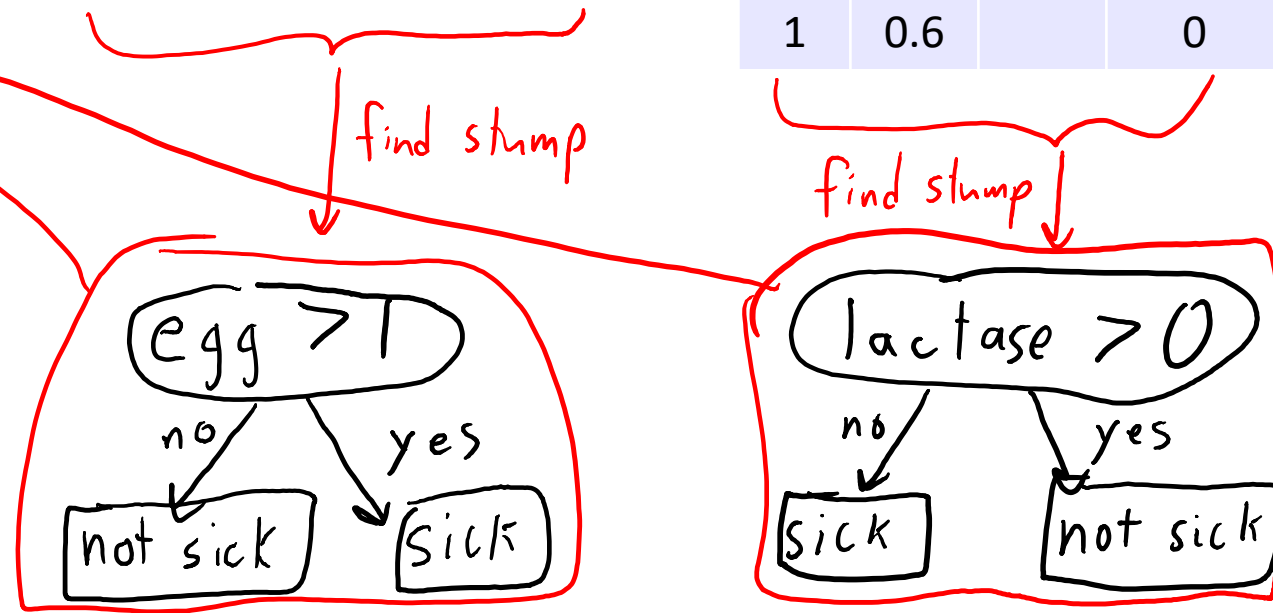 1 0.6 0
find stump
find stump
egg > 1
lactase > 0
no yes
no yes
not sick sick
sick not sick